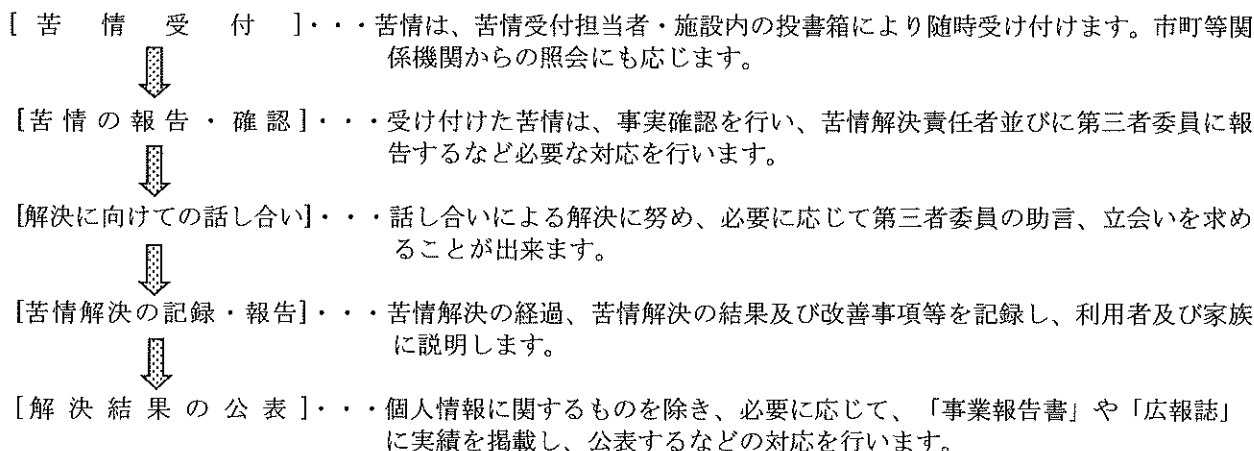 [ 苦 情 受 付 ]・・・苦情は、苦情受付担当者・施設内の投書箱により随時受け付けます。市町等関
係機関からの照会にも応じます。
[苦 情 の 報 告 ・ 確 認]・・・受け付けた苦情は、事実確認を行い、苦情解決責任者並びに第三者委員に報
告するなど必要な対応を行います。
[解決に向けての話し合い]・・・話し合いによる解決に努め、必要に応じて第三者委員の助言、立会いを求め
ることが出来ます。
[苦情解決の記録・報告]・・・苦情解決の経過、苦情解決の結果及び改善事項等を記録し、利用者及び家族
に説明します。
[解 決 結 果 の 公 表]・・・個人情報に関するものを除き、必要に応じて、「事業報告書」や「広報誌」
に実績を掲載し、公表するなどの対応を行います。